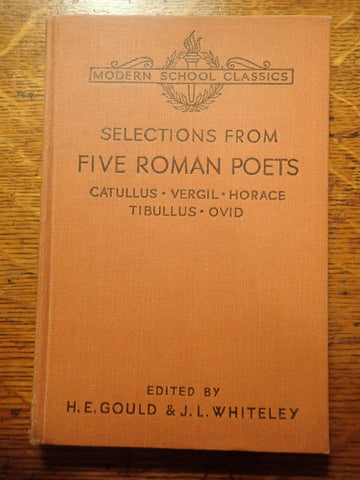 MODERN SCHOOL CLASSICS
SELECTIONS FROM
FIVE ROMAN POETS
CATULLUS · VERGIL · HORACE
TIBULLUS · OVID
EDITED BY
H. E. GOULD & J. L. WHITELEY